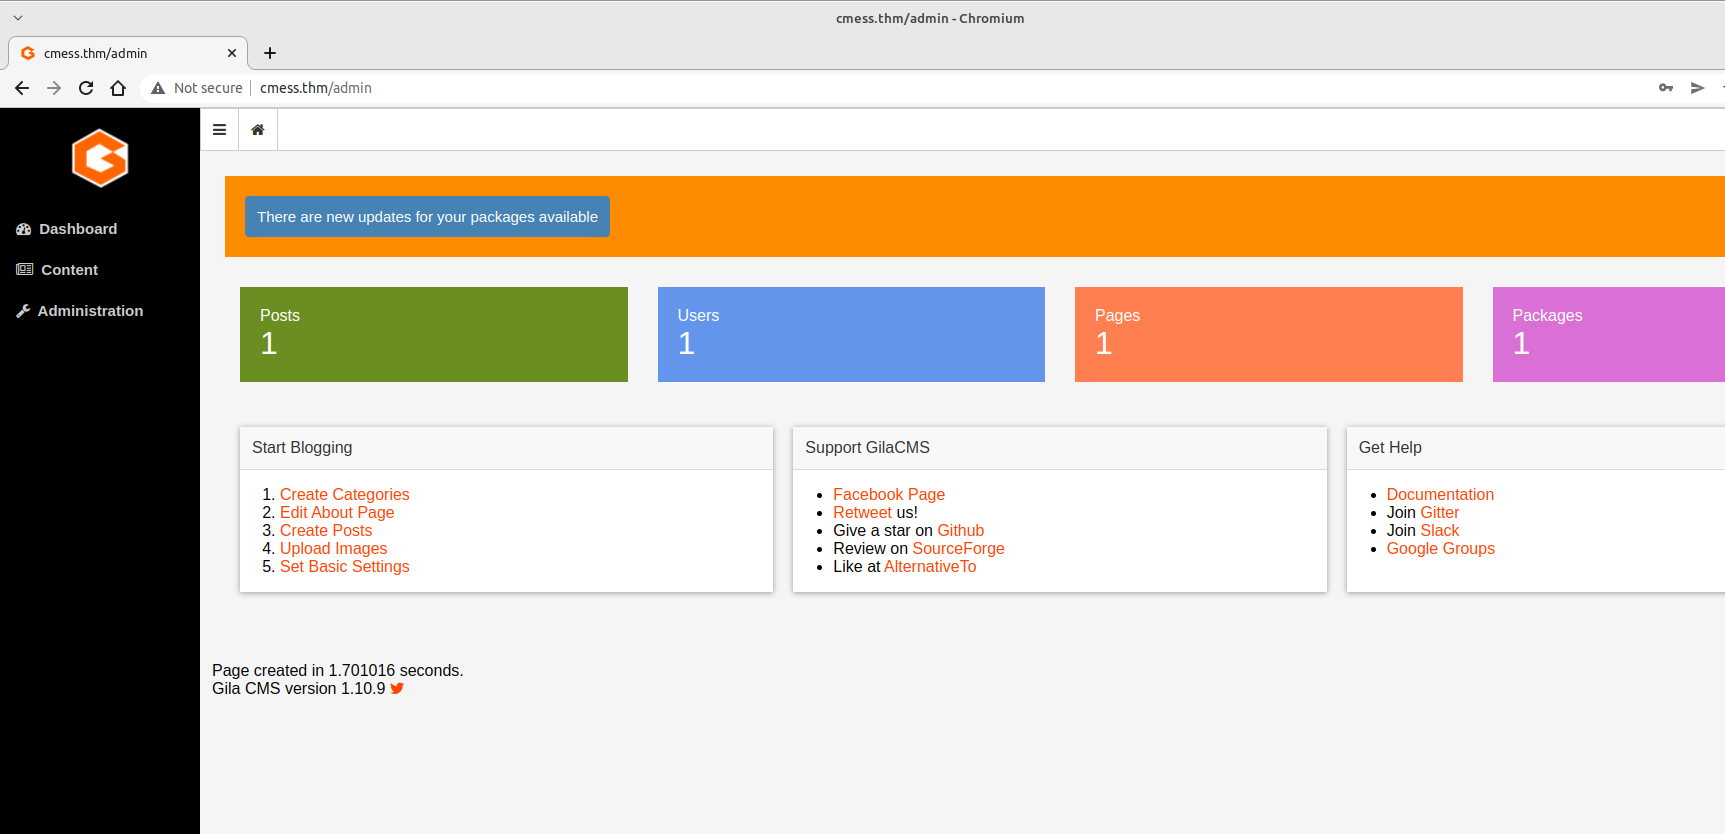 cmess.thm/admin - Chromium
cmess.thm/admin
Not secure
cmess.thm/admin
Dashboard
Content
Administration
There are new updates for your packages available
Posts
1
Users
1
Pages
1
Packages
1
Start Blogging
1. Create Categories
2. Edit About Page
3. Create Posts
4. Upload Images
5. Set Basic Settings
Support GilaCMS
Facebook Page
Retweet us!
Give a star on Github
Review on SourceForge
Like at AlternativeTo
Get Help
Documentation
Join Gitter
Join Slack
Google Groups
Page created in 1.701016 seconds.
Gila CMS version 1.10.9